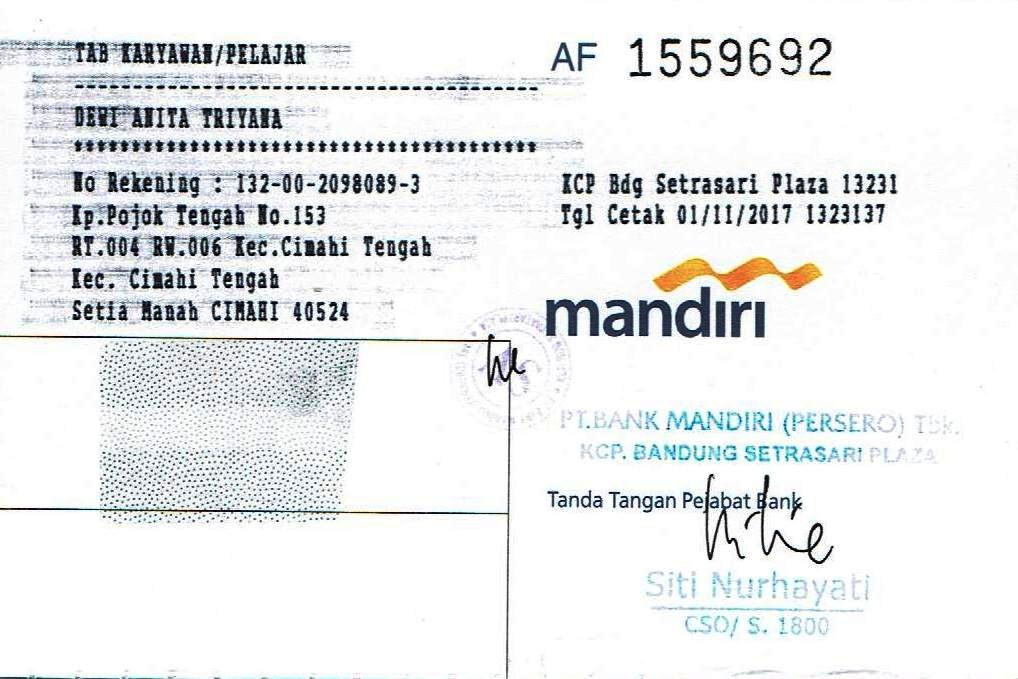 TAB KARYAWAN/PELAJAR
AF 1559692
----------------------------------------
DEWI ANITA TRIYANA
****************************************
No Rekening : 132-00-2098089-3
Kp.Pojok Tengah No.153
RT.004 RW.006 Kec.Cimahi Tengah
Kec. Cimahi Tengah
Setia Manah CIMAHI 40524
KCP Bdg Setrasari Plaza 13231
Tgl Cetak 01/11/2017 1323137
mandiri
PT.BANK MANDIRI (PERSERO) Tbk.
KCP. BANDUNG SETRASARI PLAZA
Tanda Tangan Pejabat Bank
Siti Nurhayati
CSO/ S. 1800